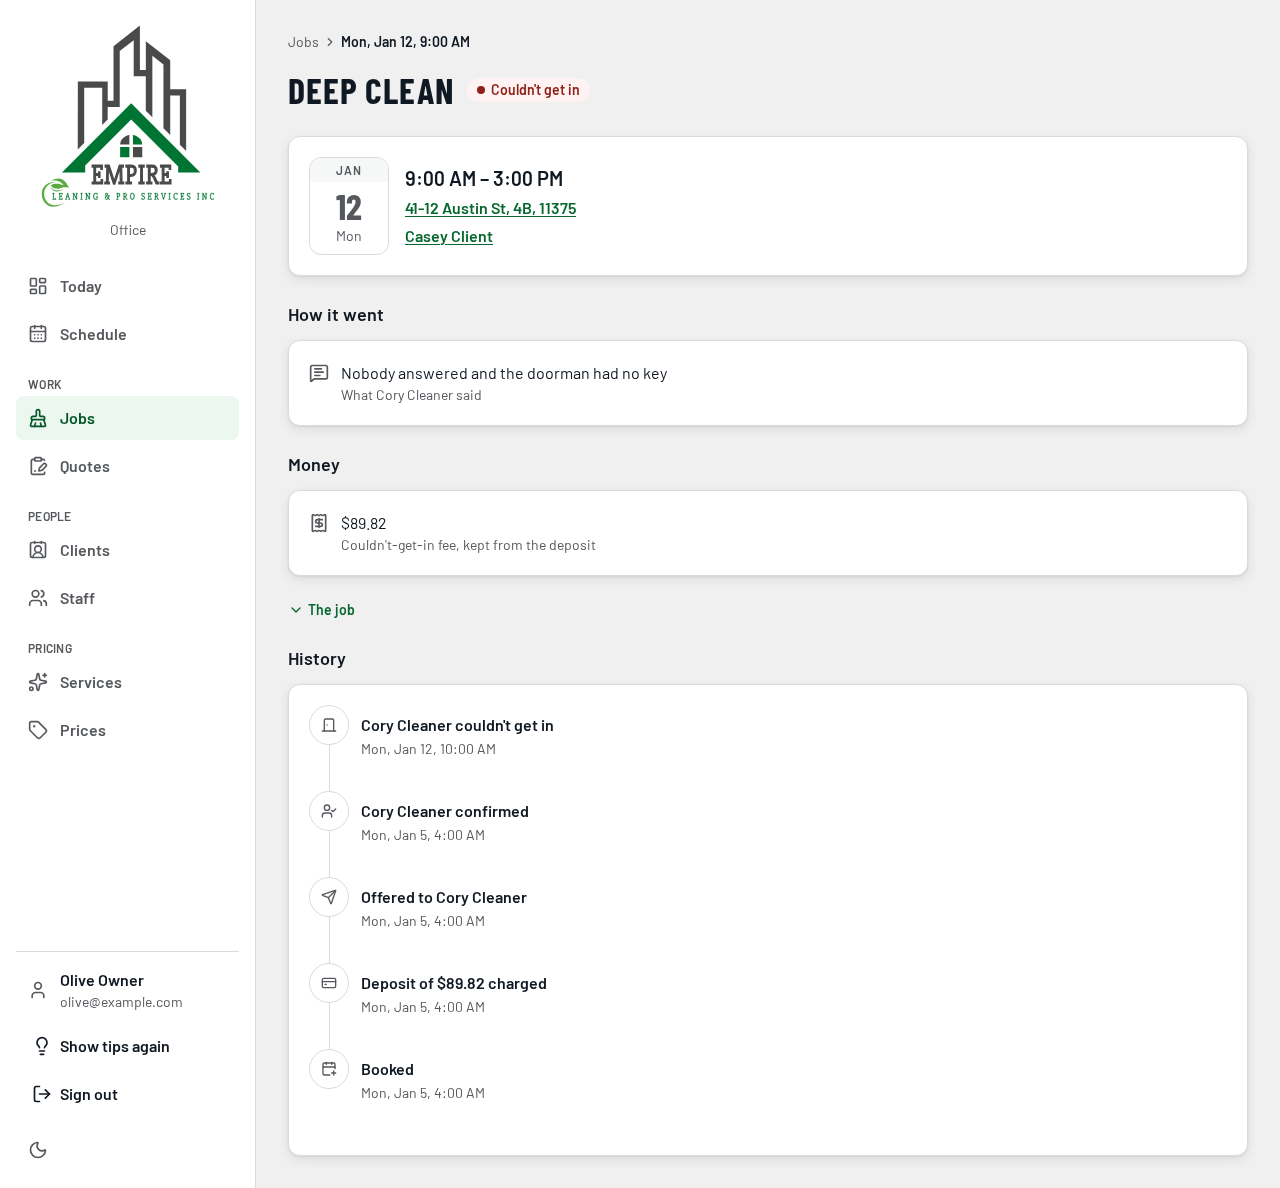 EMPIRE
CLEANING & PRO SERVICES INC
Office
Today
Schedule
WORK
Jobs
Quotes
PEOPLE
Clients
Staff
PRICING
Services
Prices
Olive Owner
olive@example.com
Show tips again
Sign out
Jobs > Mon, Jan 12, 9:00 AM
DEEP CLEAN
Couldn't get in
JAN
12
Mon
9:00 AM – 3:00 PM
41-12 Austin St, 4B, 11375
Casey Client
How it went
Nobody answered and the doorman had no key
What Cory Cleaner said
Money
$89.82
Couldn't-get-in fee, kept from the deposit
The job
History
Cory Cleaner couldn't get in
Mon, Jan 12, 10:00 AM
Cory Cleaner confirmed
Mon, Jan 5, 4:00 AM
Offered to Cory Cleaner
Mon, Jan 5, 4:00 AM
Deposit of $89.82 charged
Mon, Jan 5, 4:00 AM
Booked
Mon, Jan 5, 4:00 AM